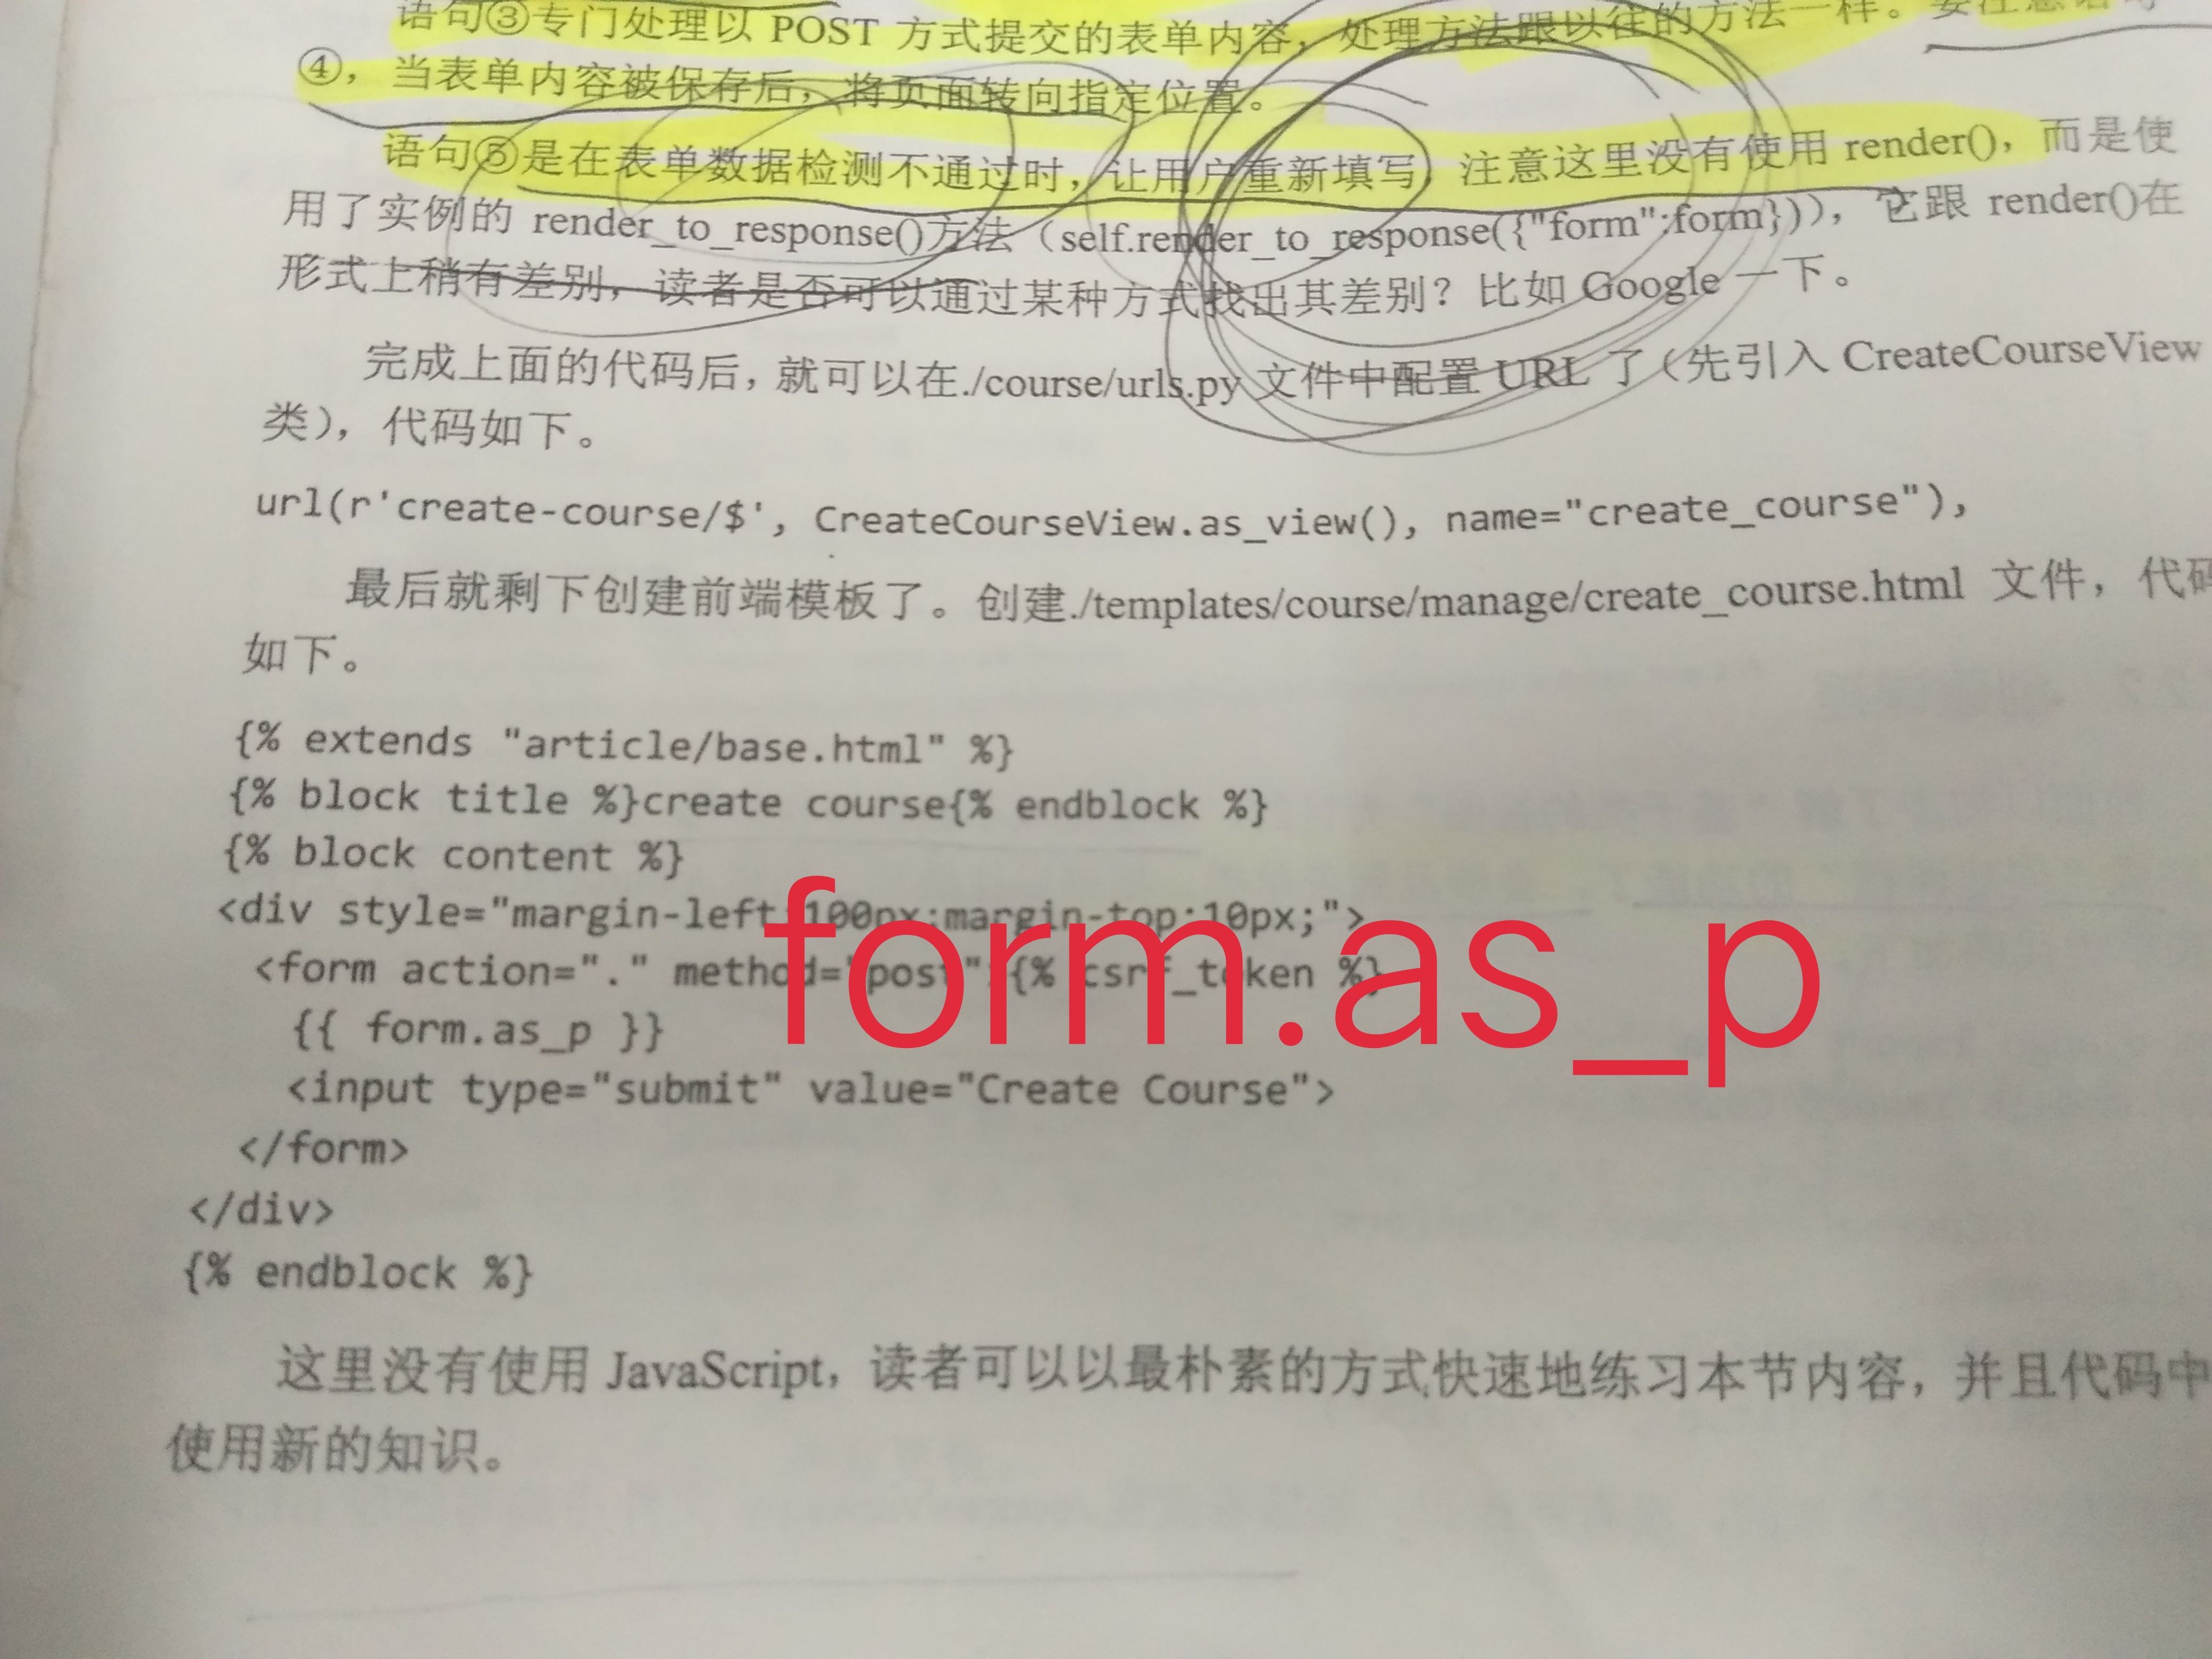 语句③专门处理以 POST 方式提交的表单内容，处理方法跟以往的方法一样。要注意语句
④，当表单内容被保存后，将页面转向指定位置。
语句⑤是在表单数据检测不通过时，让用户重新填写，注意这里没有使用 render()，而是使
用了实例的 render_to_response()方法（self.render_to_response({"form":form})），它跟 render()在
形式上稍有差别，读者是否可以通过某种方式找出其差别？比如 Google 一下。
完成上面的代码后，就可以在./course/urls.py 文件中配置 URL 了（先引入 CreateCourseView
类），代码如下。
url(r'create-course/$', CreateCourseView.as_view(), name="create_course"),
最后就剩下创建前端模板了。创建./templates/course/manage/create_course.html 文件，代码
如下。
{% extends "article/base.html" %}
{% block title %}create course{% endblock %}
{% block content %}
<div style="margin-left:100px;margin-top:10px;">
<form action="." method="post">{% csrf_token %}
{{ form.as_p }}
form.as_p
<input type="submit" value="Create Course">
</form>
</div>
{% endblock %}
这里没有使用 JavaScript，读者可以以最朴素的方式快速地练习本节内容，并且代码中
使用新的知识。